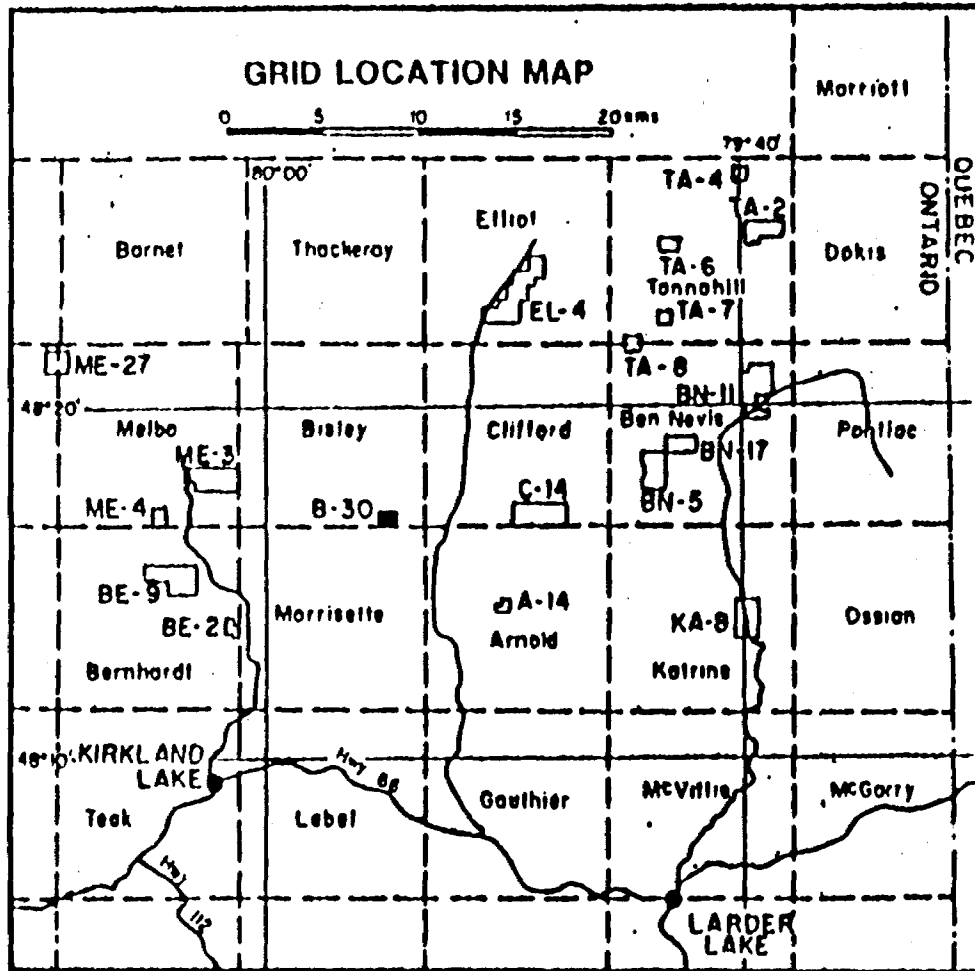 GRID LOCATION MAP
0 5 10 15 20 kms
Marriott
79°40'
80°00'
TA-4
TA-2
QUEBEC
ONTARIO
Elliot
Barnet
Thackeray
Dokis
TA-6
Tannahill
TA-7
EL-4
ME-27
TA-8
BN-11
48°20'
Melba
Bisley
Clifford
Ben Nevis
Pontiac
ME-3
BN-17
C-14
BN-5
ME-4
B-30
BE-9
A-14
Morrisette
KA-8
Ossian
BE-2
Arnold
Bernhardt
Katrine
48°10'
KIRKLAND
LAKE
Hwy 66
Gauthier
McVittie
McGarry
Teak
Lebel
Hwy 112
LARDER
LAKE